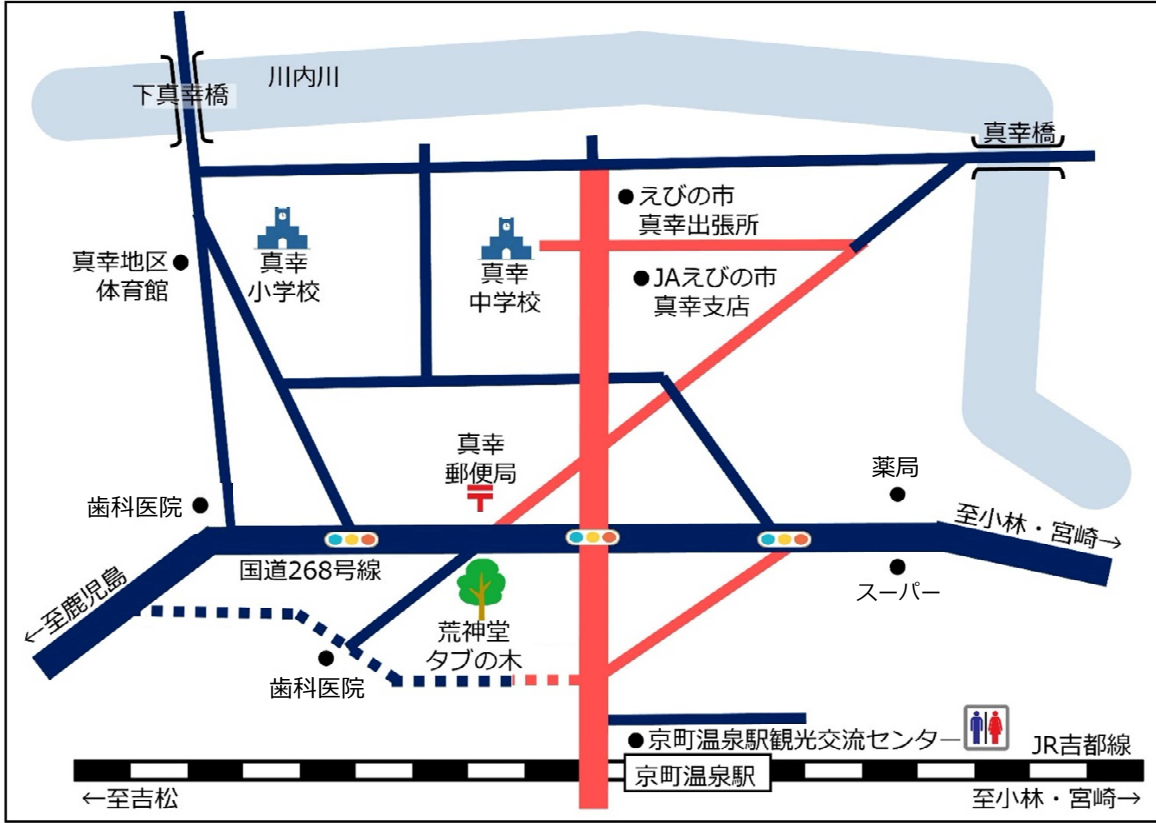 川内川
下真幸橋
真幸橋
えびの市
真幸出張所
真幸
小学校
真幸
中学校
真幸地区
体育館
JAえびの市
真幸支店
真幸
郵便局
薬局
歯科医院
至小林・宮崎→
国道268号線
スーパー
←至鹿児島
荒神堂
タブの木
歯科医院
京町温泉駅観光交流センター
JR吉都線
京町温泉駅
←至吉松
至小林・宮崎→